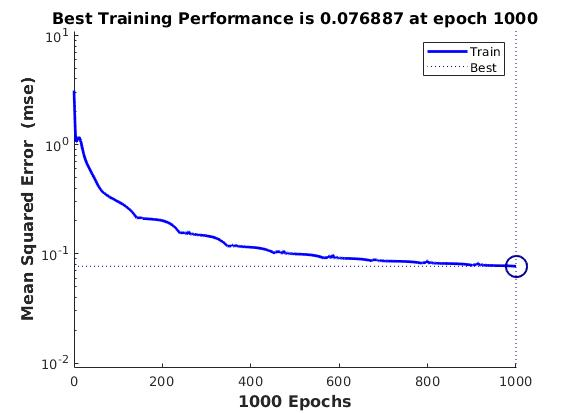 Best Training Performance is 0.076887 at epoch 1000
10^1
Train
Best
10^0
Mean Squared Error (mse)
10^-1
10^-2
0 200 400 600 800 1000
1000 Epochs